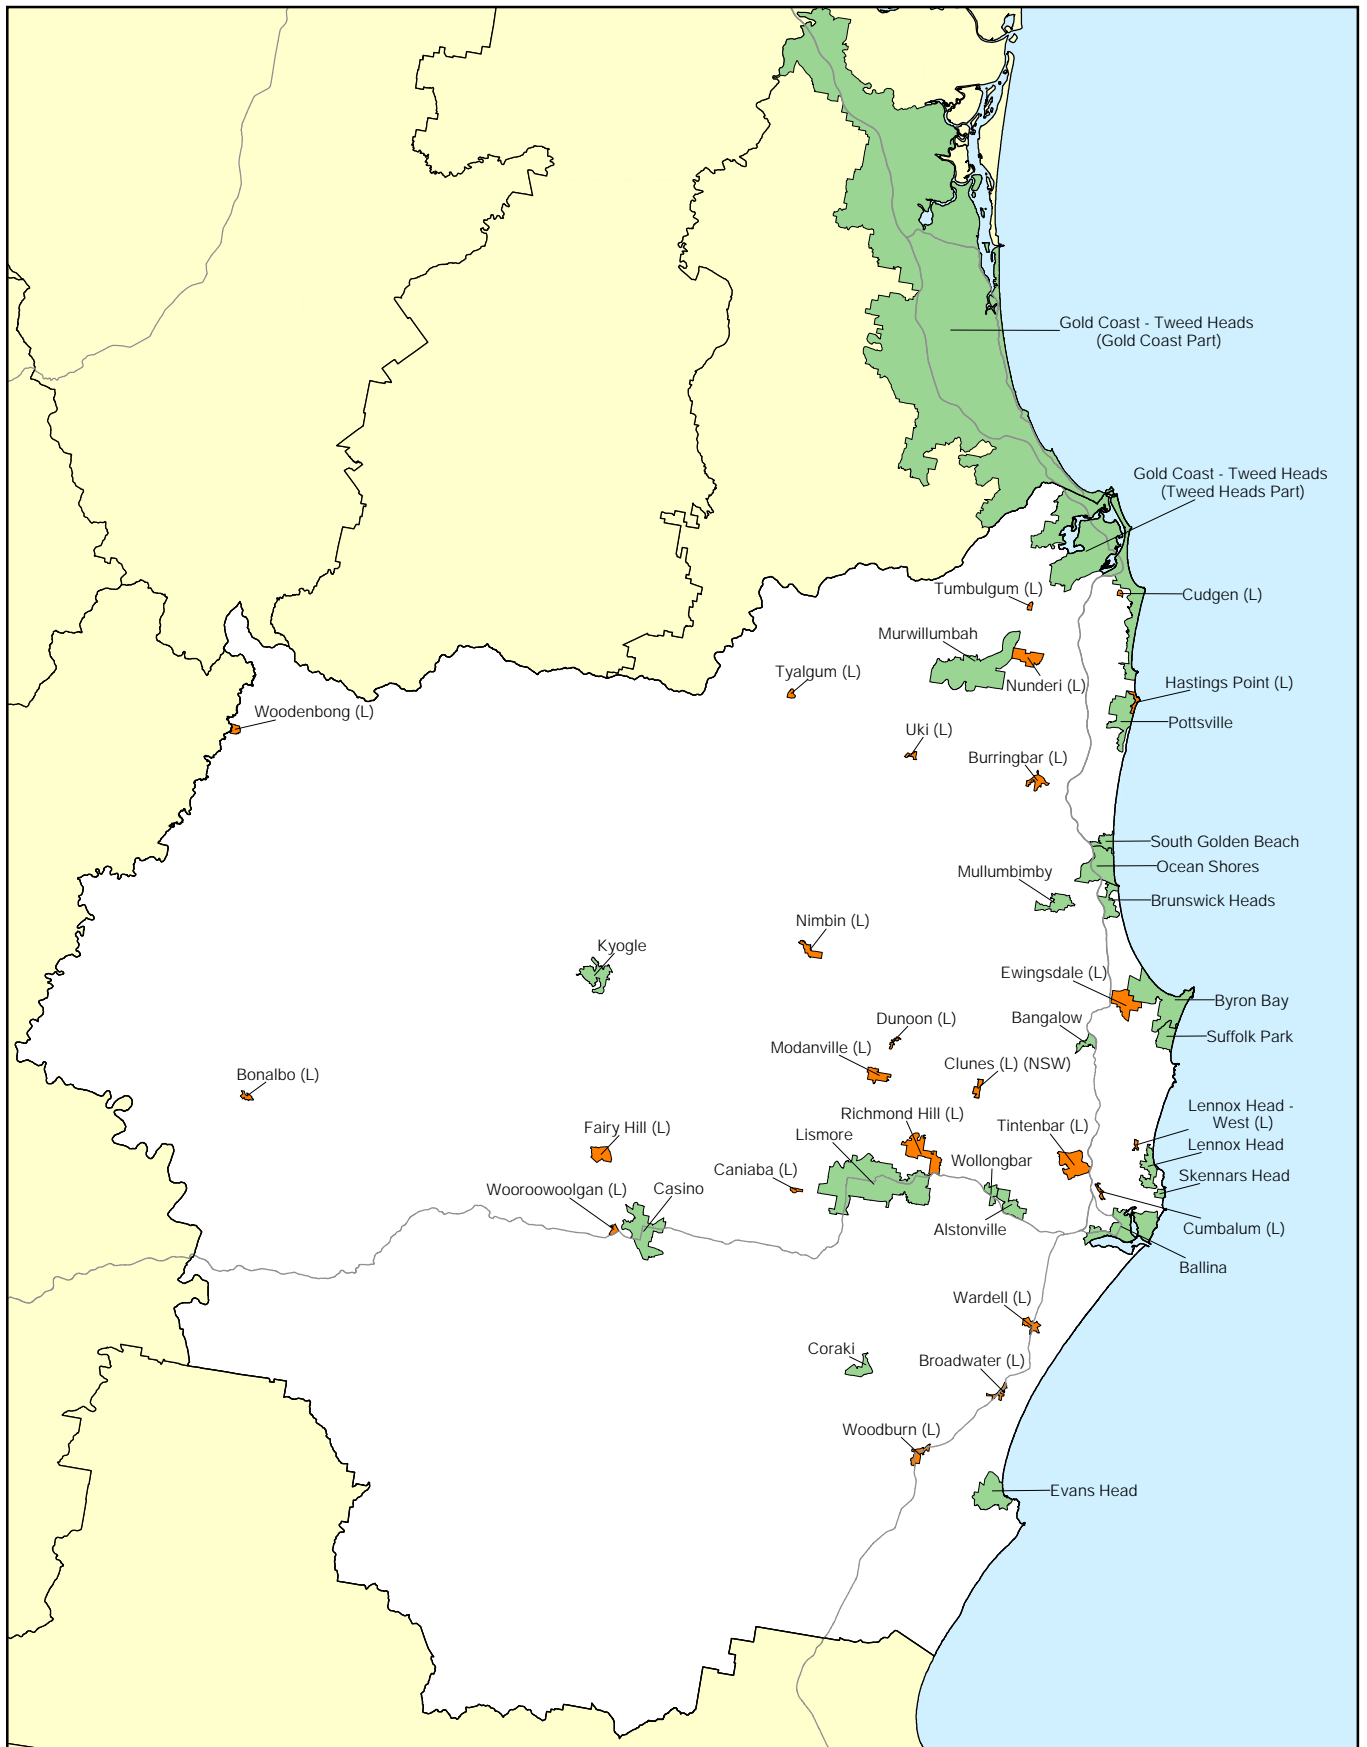 Gold Coast - Tweed Heads
(Gold Coast Part)
Gold Coast - Tweed Heads
(Tweed Heads Part)
Tumbulgum (L)
Cudgen (L)
Murwillumbah
Tyalgum (L)
Nunderi (L)
Hastings Point (L)
Woodenbong (L)
Pottsville
Uki (L)
Burringbar (L)
South Golden Beach
Ocean Shores
Mullumbimby
Brunswick Heads
Nimbin (L)
Kyogle
Ewingsdale (L)
Byron Bay
Dunoon (L)
Bangalow
Suffolk Park
Modanville (L)
Clunes (L) (NSW)
Bonalbo (L)
Richmond Hill (L)
Lennox Head -
West (L)
Fairy Hill (L)
Lismore
Tintenbar (L)
Lennox Head
Caniaba (L)
Wollongbar
Skennars Head
Wooroowoolgan (L)
Casino
Alstonville
Cumbalum (L)
Ballina
Wardell (L)
Coraki
Broadwater (L)
Woodburn (L)
Evans Head